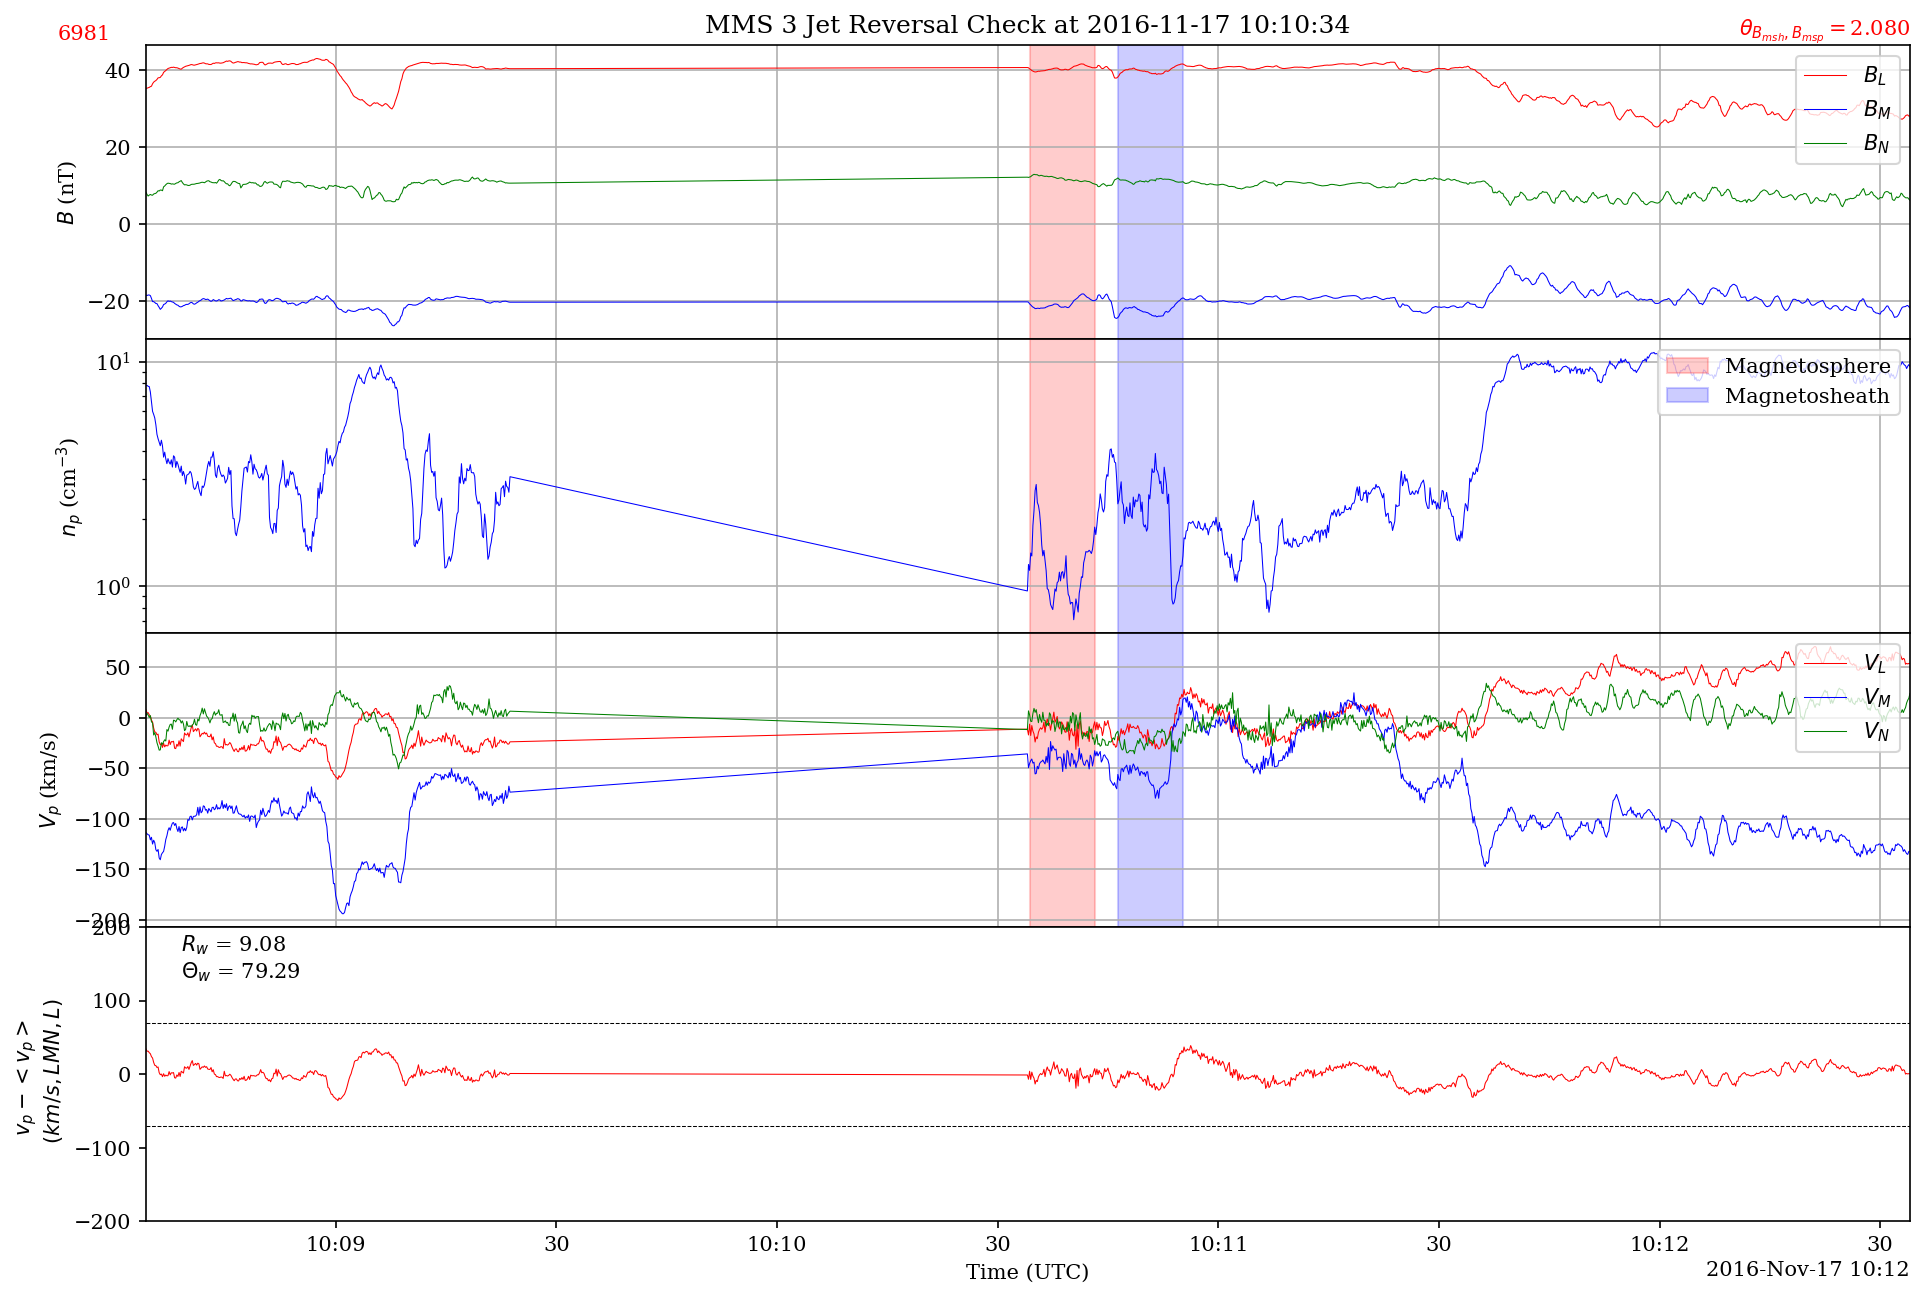 MMS 3 Jet Reversal Check at 2016-11-17 10:10:34
6981
θ_{B_{msh}, B_{msp}} = 2.080
B (nT)
40
20
0
−20
B_L
B_M
B_N
n_p (cm^{−3})
10^1
10^0
Magnetosphere
Magnetosheath
V_p (km/s)
50
0
−50
−100
−150
−200
V_L
V_M
V_N
v_p − < v_p >
(km/s, LMN, L)
200
100
0
−100
−200
R_w = 9.08
Θ_w = 79.29
10:09 30 10:10 30 10:11 30 10:12 30
Time (UTC)
2016-Nov-17 10:12